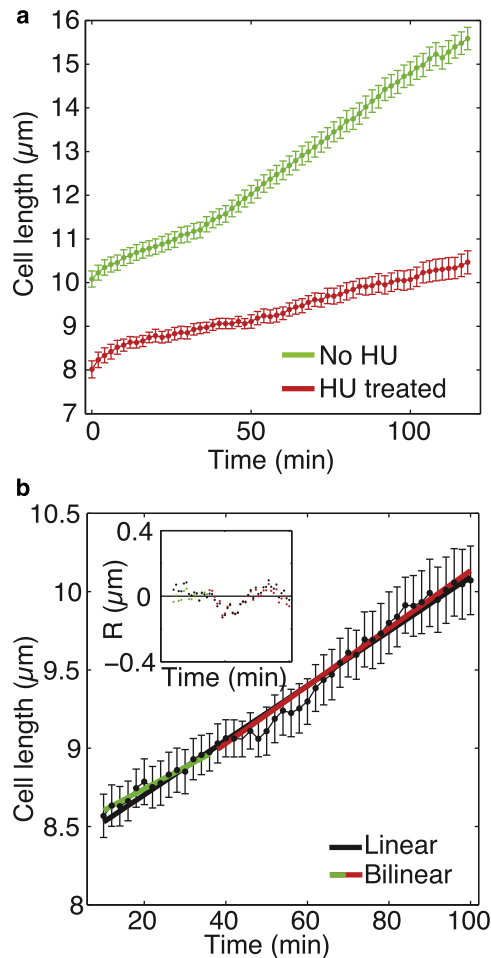 a
16
15
14
13
12
11
10
9
8
7
Cell length (µm)
No HU
HU treated
0
50
100
Time (min)
b
10.5
10
9.5
9
8.5
8
Cell length (µm)
0.4
0
−0.4
R (µm)
Time (min)
Linear
Bilinear
20
40
60
80
100
Time (min)